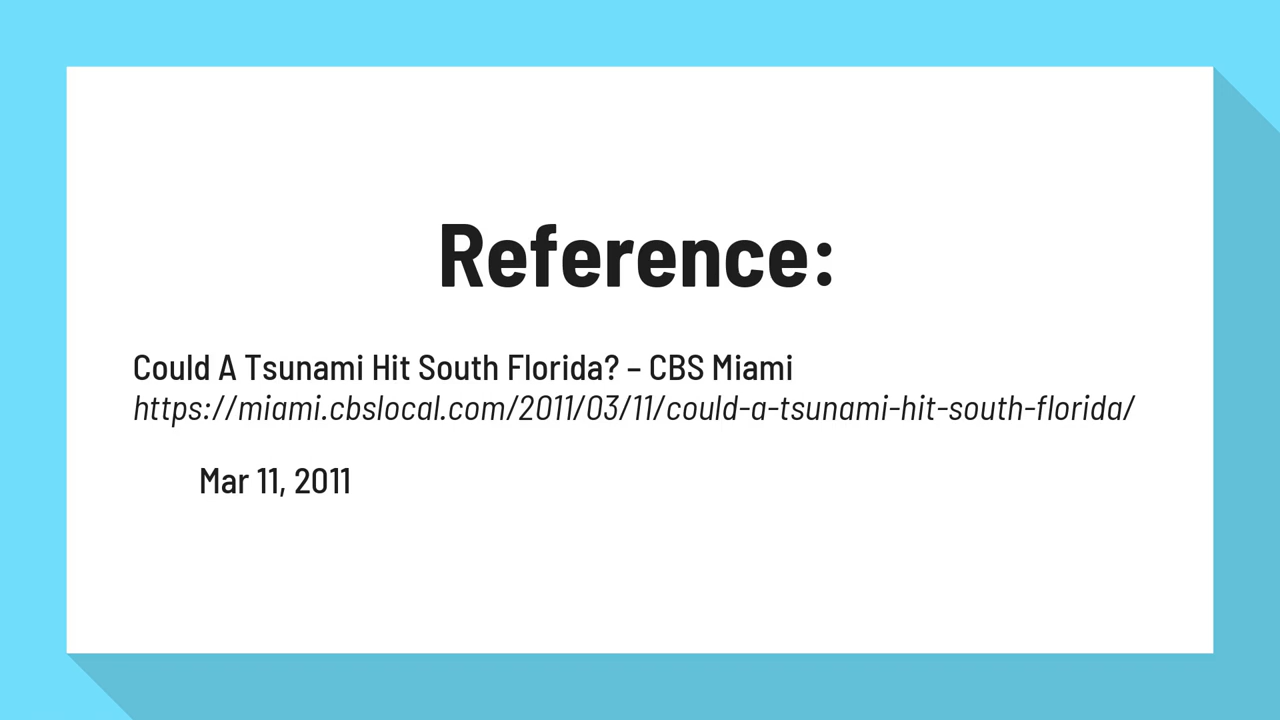 Reference:
Could A Tsunami Hit South Florida? – CBS Miami
https://miami.cbslocal.com/2011/03/11/could-a-tsunami-hit-south-florida/
Mar 11, 2011